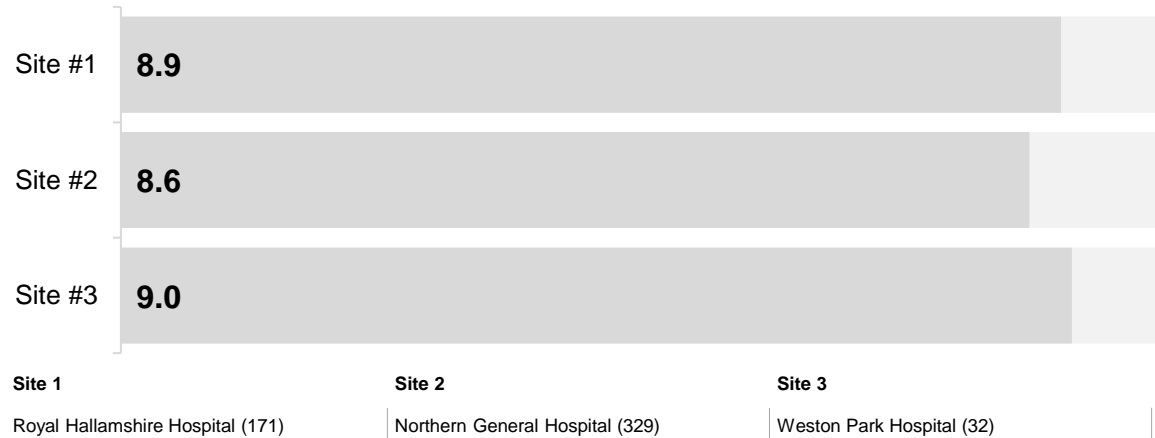 Site #1 8.9
Site #2 8.6
Site #3 9.0
Site 1 Site 2 Site 3
Royal Hallamshire Hospital (171) Northern General Hospital (329) Weston Park Hospital (32)